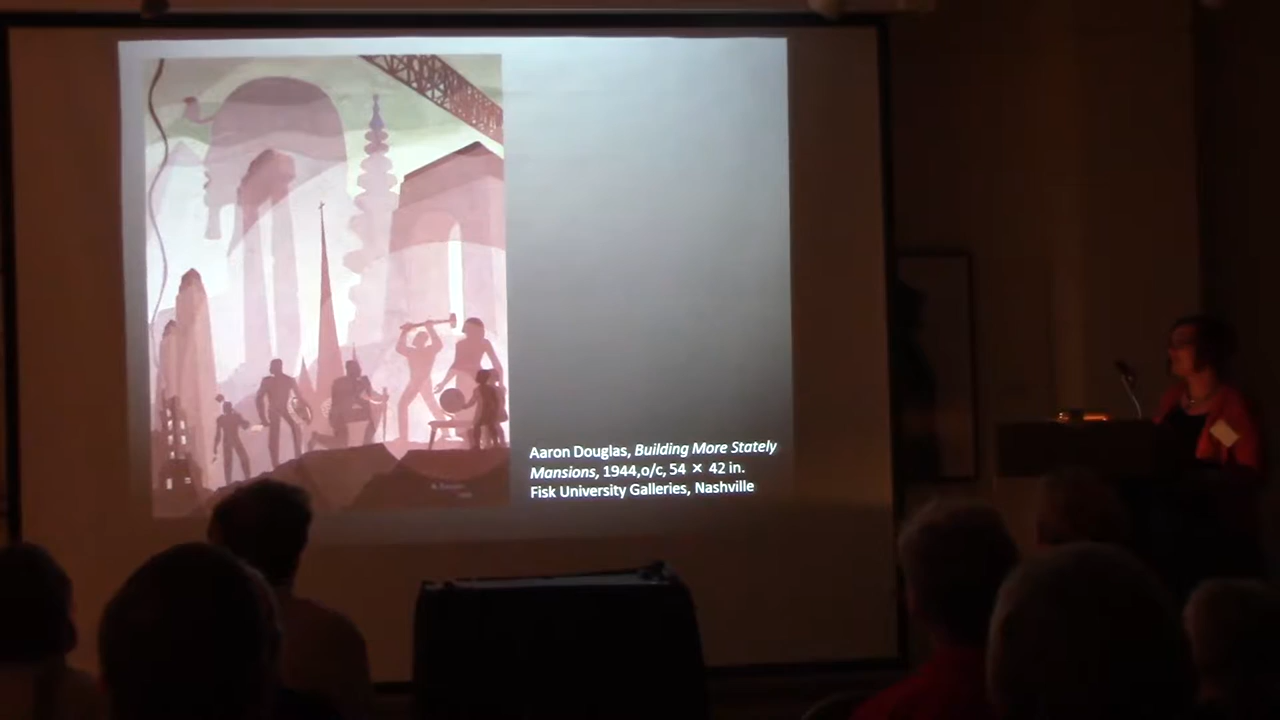 Aaron Douglas, Building More Stately
Mansions, 1944,o/c, 54 × 42 in.
Fisk University Galleries, Nashville